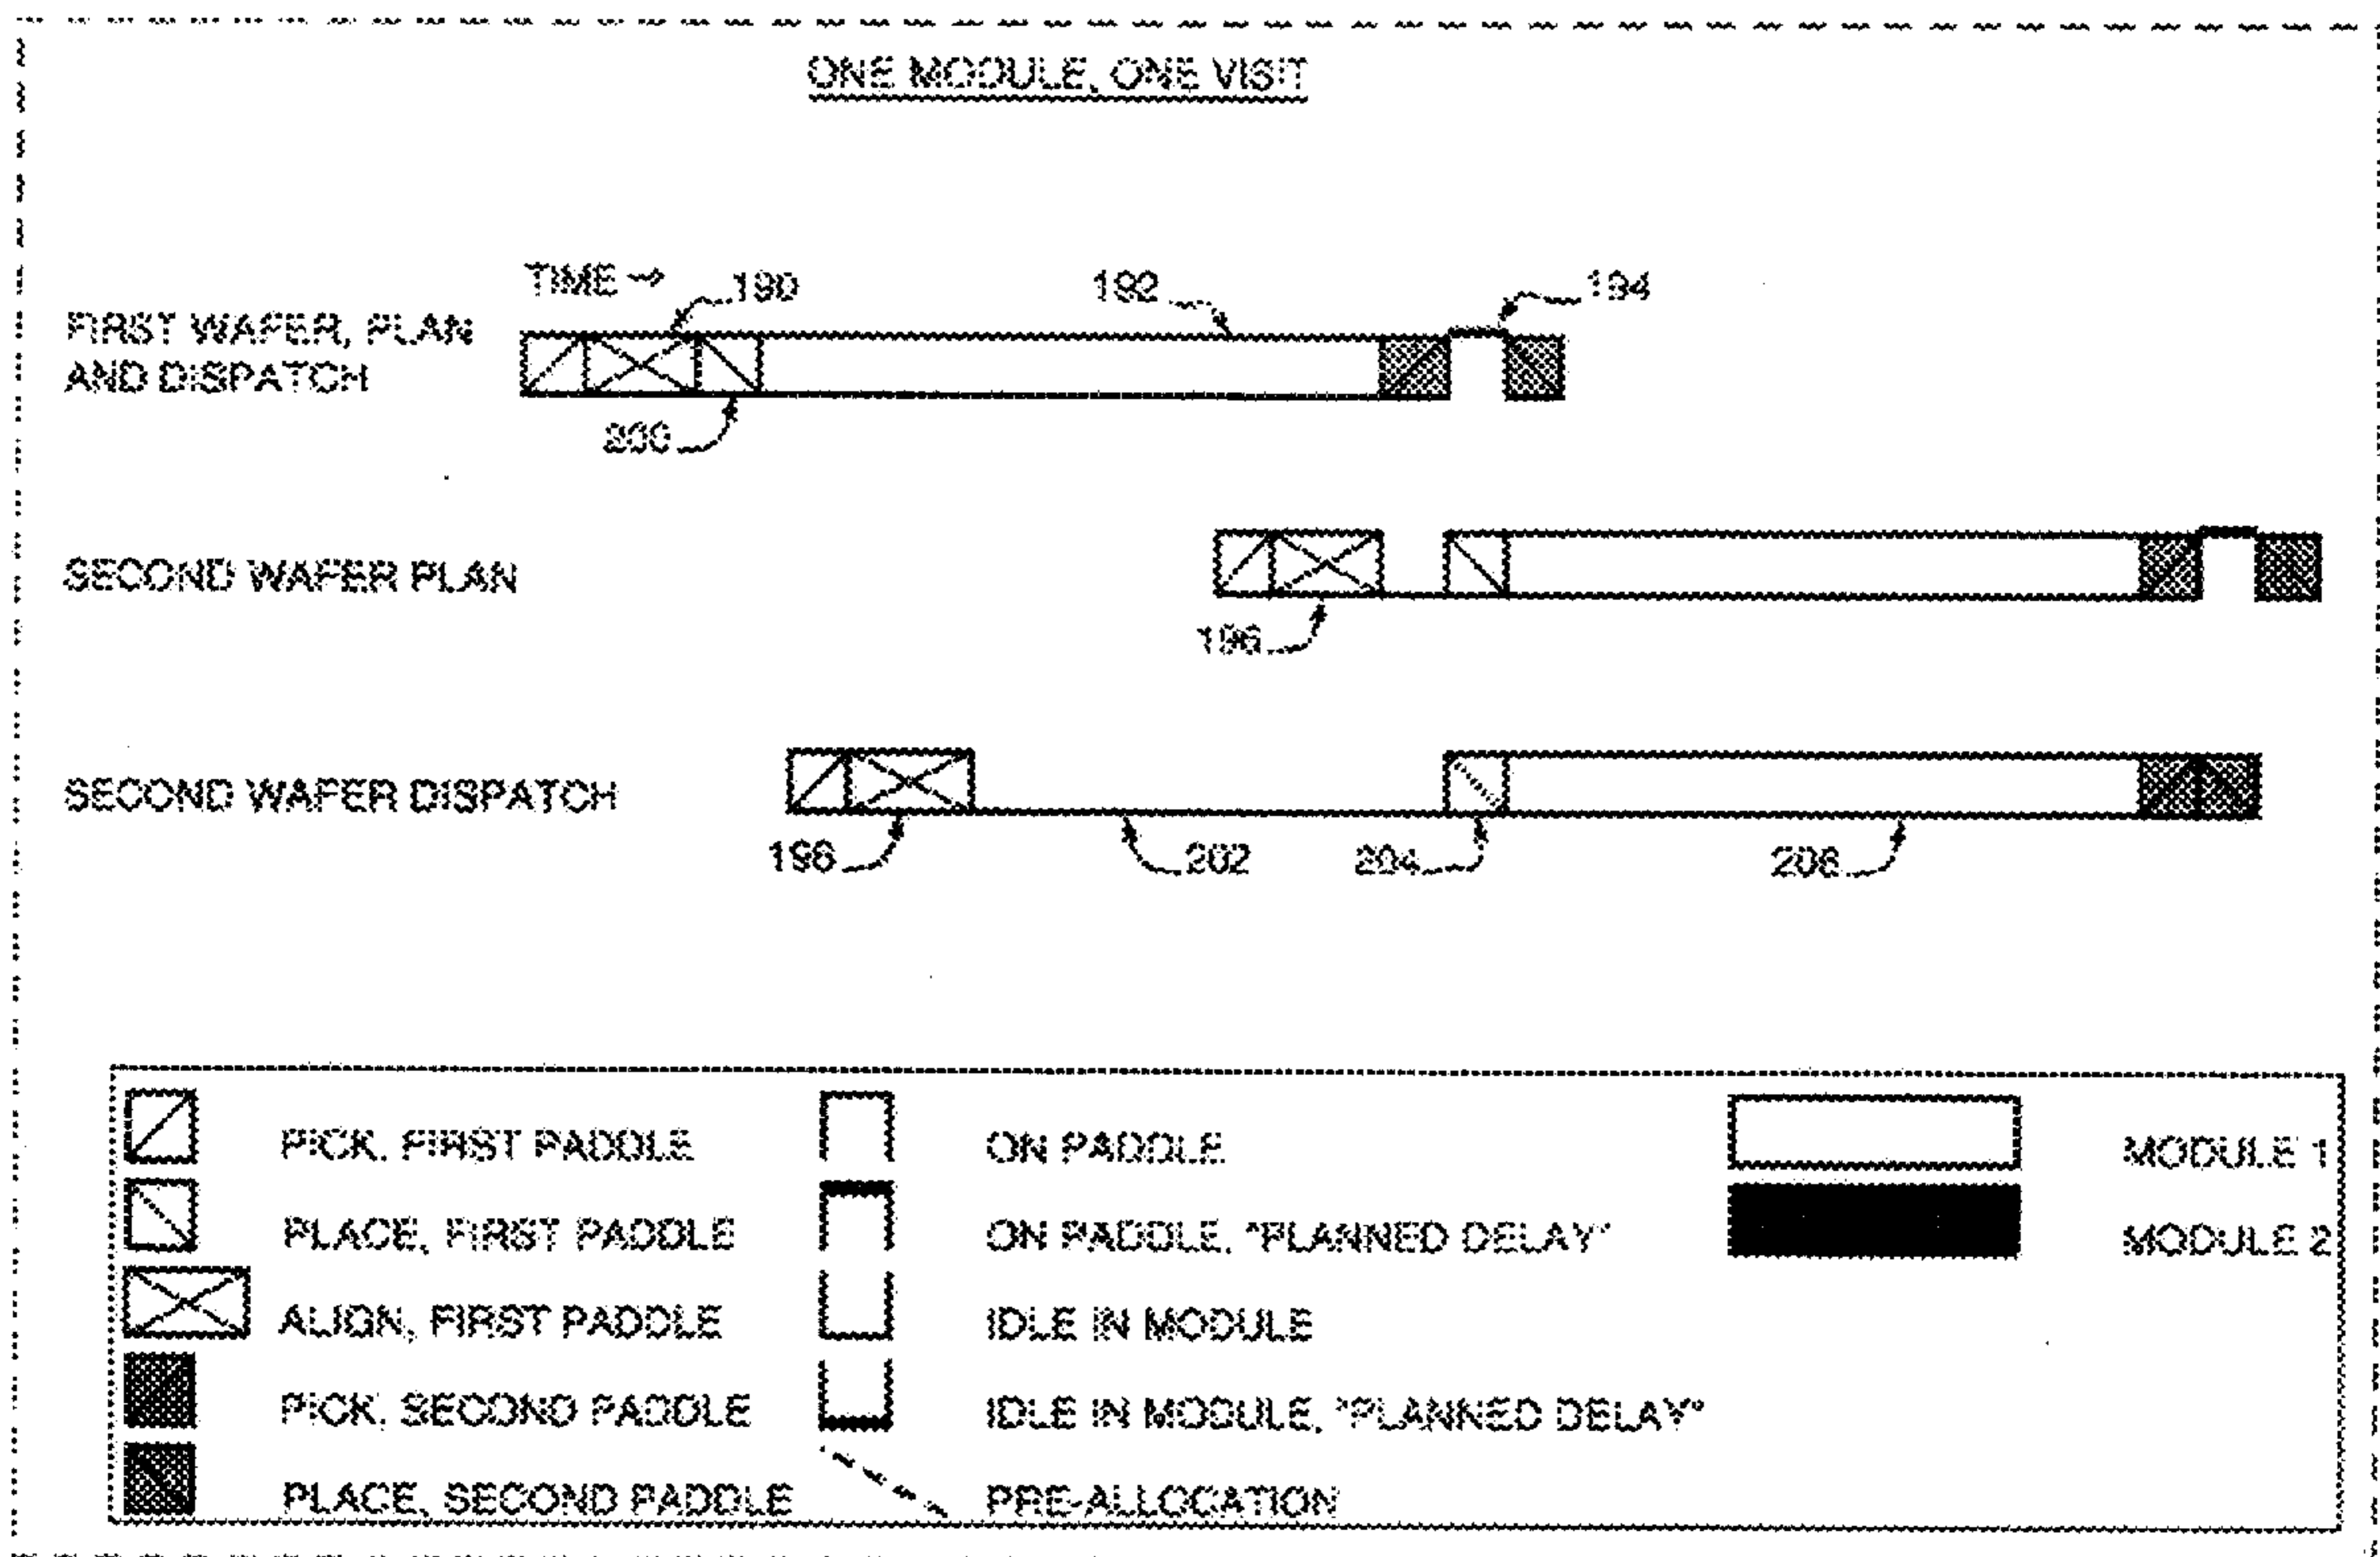 ONE MODULE, ONE VISIT
TIME → 190 192 194
FIRST WAFER, PLAN
AND DISPATCH
200
SECOND WAFER PLAN
196
SECOND WAFER DISPATCH
198 202 204 206
PICK, FIRST PADDLE ON PADDLE MODULE 1
PLACE, FIRST PADDLE ON PADDLE, "PLANNED DELAY" MODULE 2
ALIGN, FIRST PADDLE IDLE IN MODULE
PICK, SECOND PADDLE IDLE IN MODULE, "PLANNED DELAY"
PLACE, SECOND PADDLE PRE-ALLOCATION